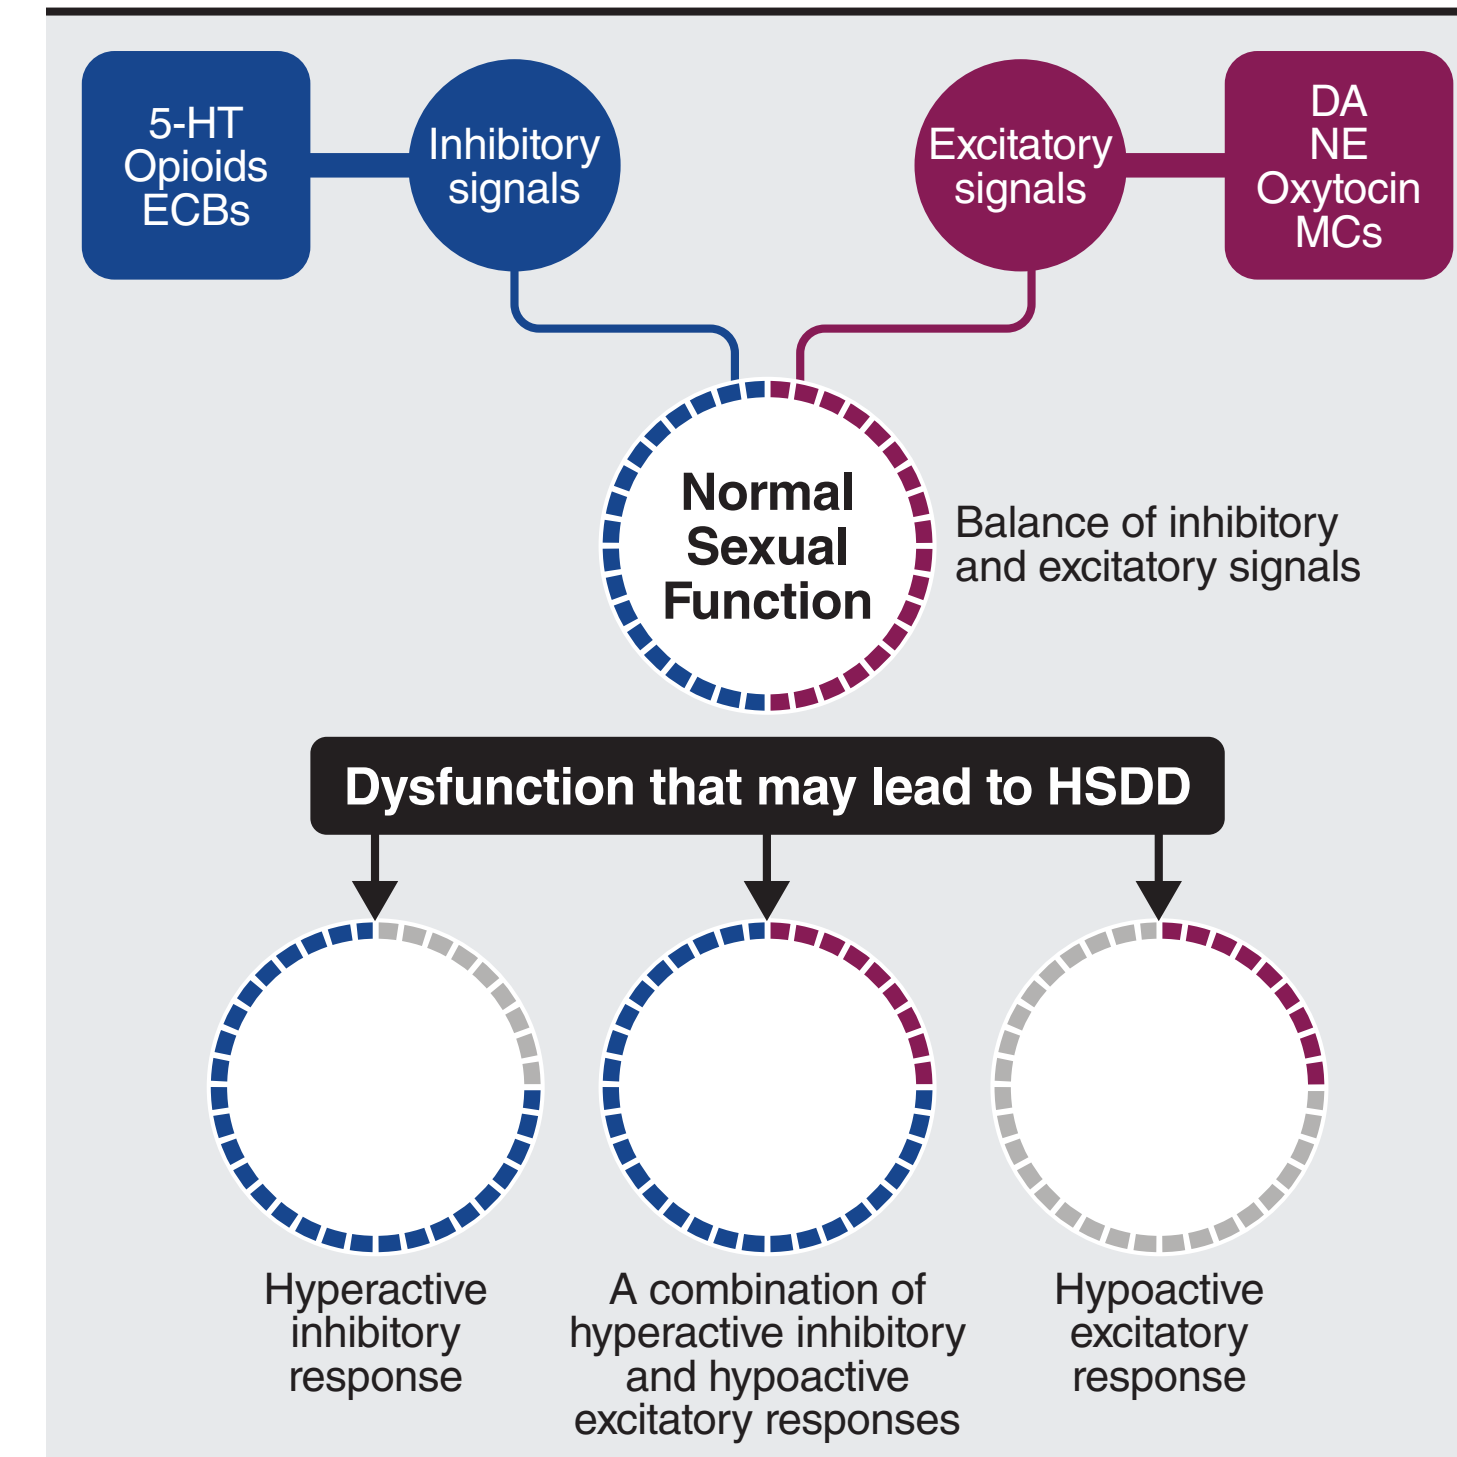 5-HT
Opioids
ECBs
Inhibitory
signals
Excitatory
signals
DA
NE
Oxytocin
MCs
Normal
Sexual
Function
Balance of inhibitory
and excitatory signals
Dysfunction that may lead to HSDD
Hyperactive
inhibitory
response
A combination of
hyperactive inhibitory
and hypoactive
excitatory responses
Hypoactive
excitatory
response